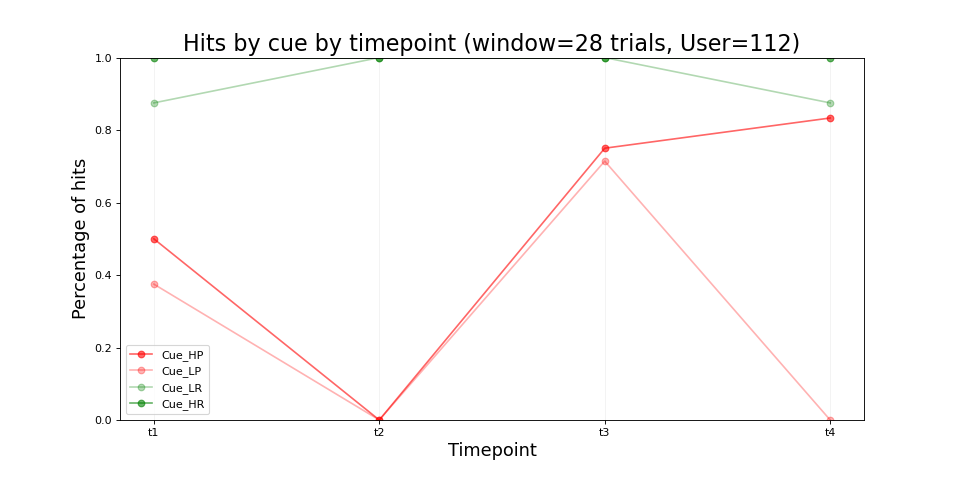 Hits by cue by timepoint (window=28 trials, User=112)
Percentage of hits
1.0
0.8
0.6
0.4
0.2
0.0
Cue_HP
Cue_LP
Cue_LR
Cue_HR
t1 t2 t3 t4
Timepoint